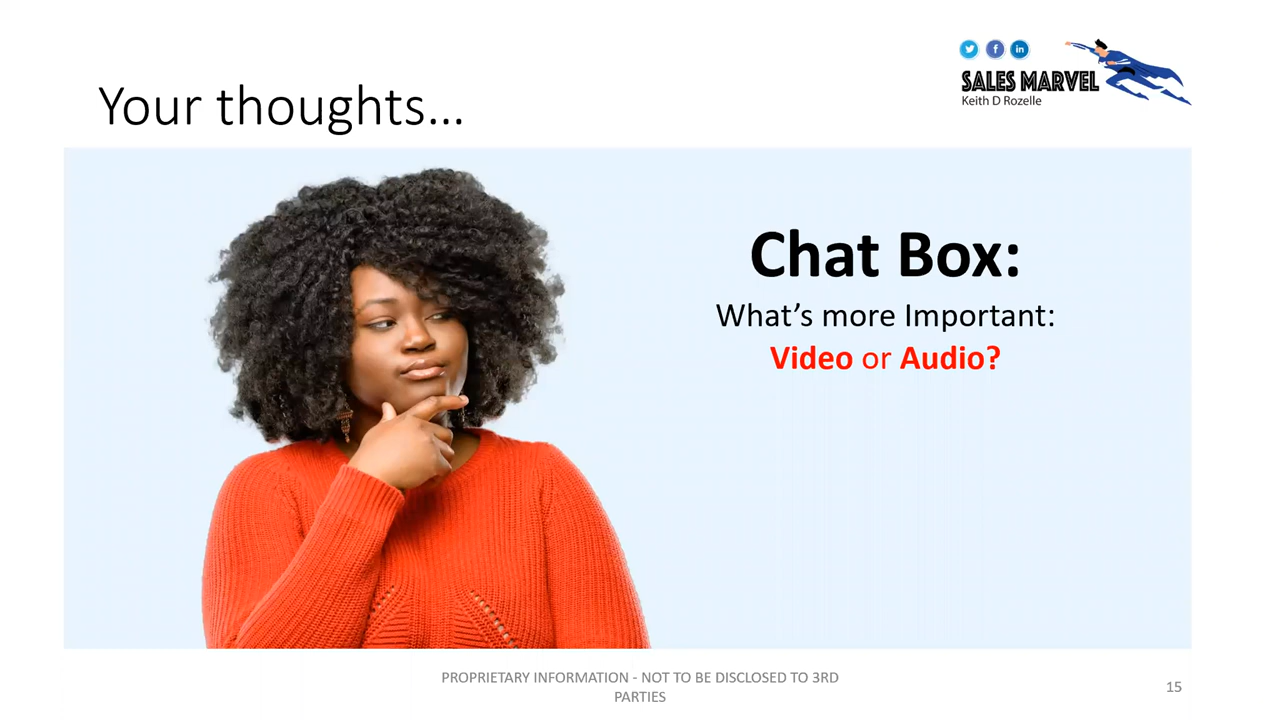 Your thoughts...
SALES MARVEL
Keith D Rozelle
Chat Box:
What's more Important:
Video or Audio?
PROPRIETARY INFORMATION - NOT TO BE DISCLOSED TO 3RD
PARTIES
15